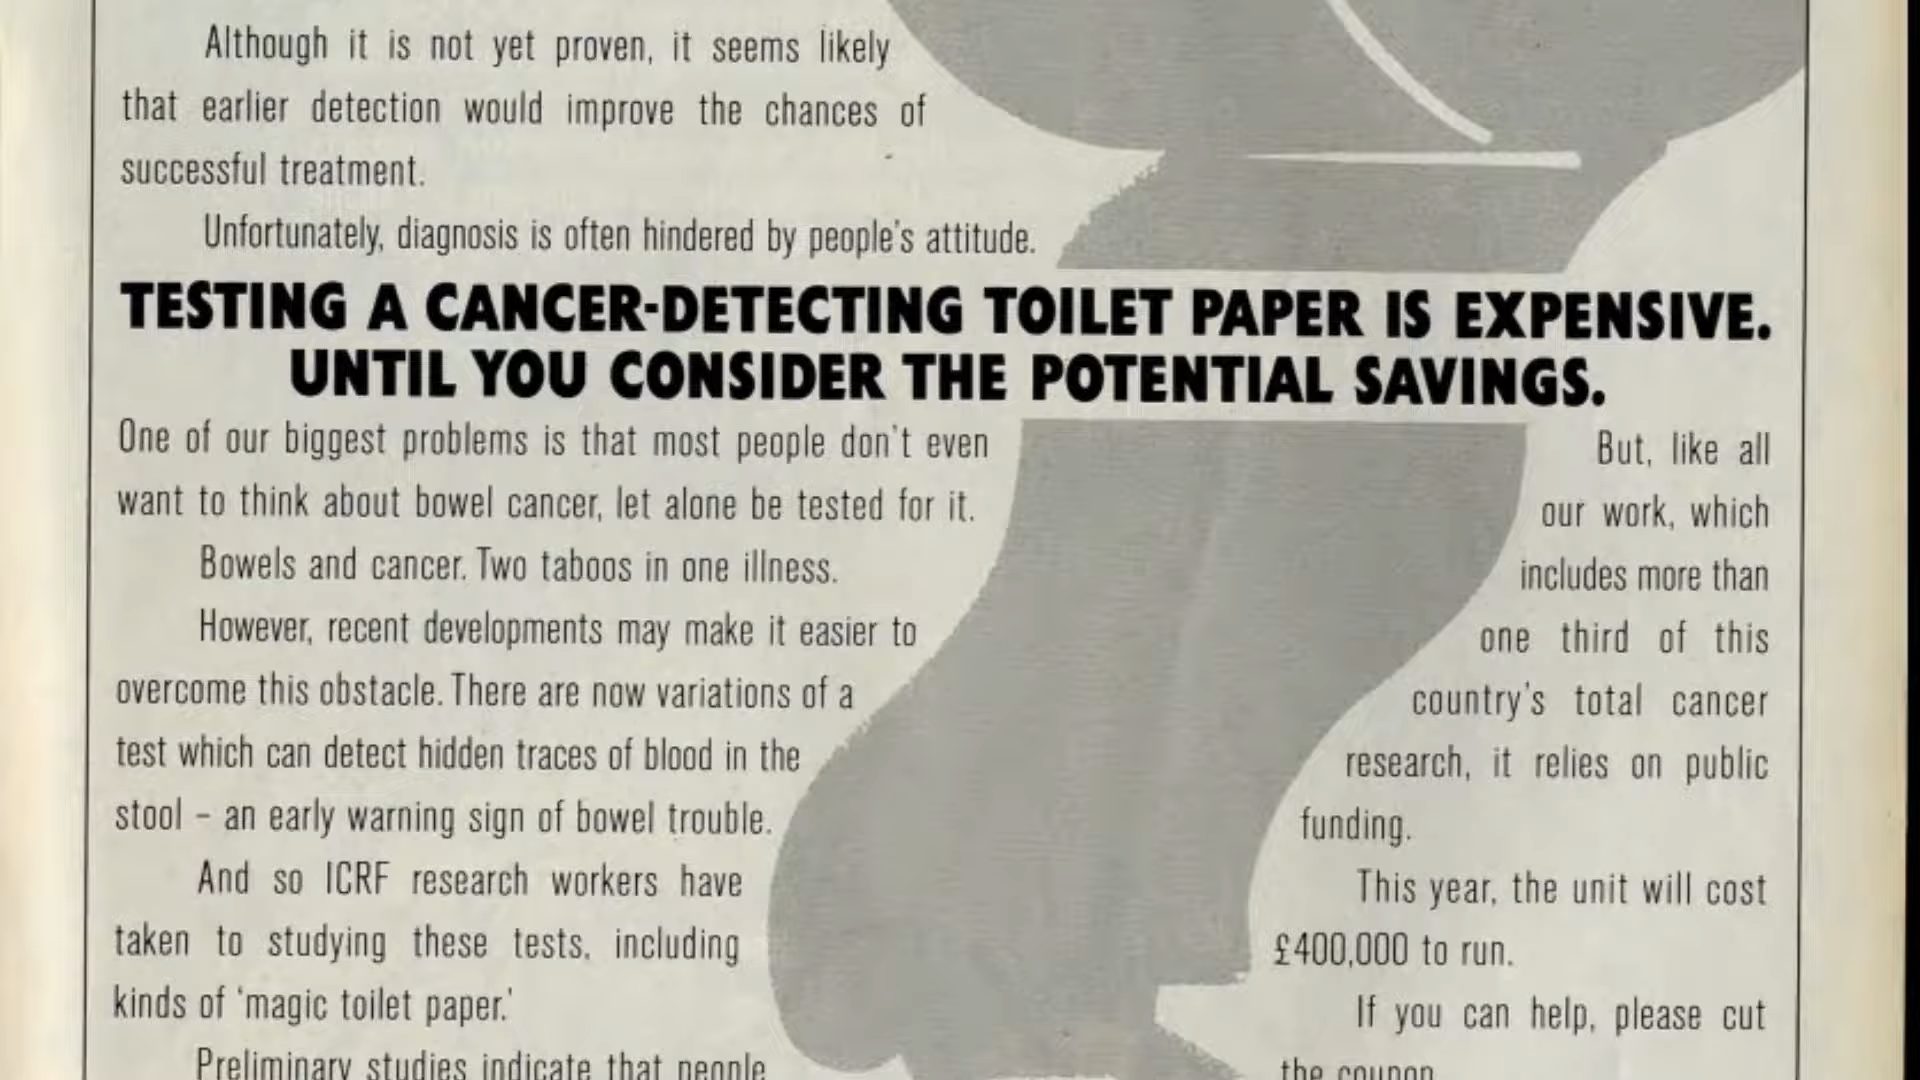 Although it is not yet proven, it seems likely
that earlier detection would improve the chances of
successful treatment.
Unfortunately, diagnosis is often hindered by people's attitude.
TESTING A CANCER-DETECTING TOILET PAPER IS EXPENSIVE.
UNTIL YOU CONSIDER THE POTENTIAL SAVINGS.
One of our biggest problems is that most people don't even
want to think about bowel cancer, let alone be tested for it.
Bowels and cancer. Two taboos in one illness.
However, recent developments may make it easier to
overcome this obstacle. There are now variations of a
test which can detect hidden traces of blood in the
stool – an early warning sign of bowel trouble.
And so ICRF research workers have
taken to studying these tests, including
kinds of 'magic toilet paper.'
Preliminary studies indicate that people
But, like all
our work, which
includes more than
one third of this
country's total cancer
research, it relies on public
funding.
This year, the unit will cost
£400,000 to run.
If you can help, please cut
the coupon